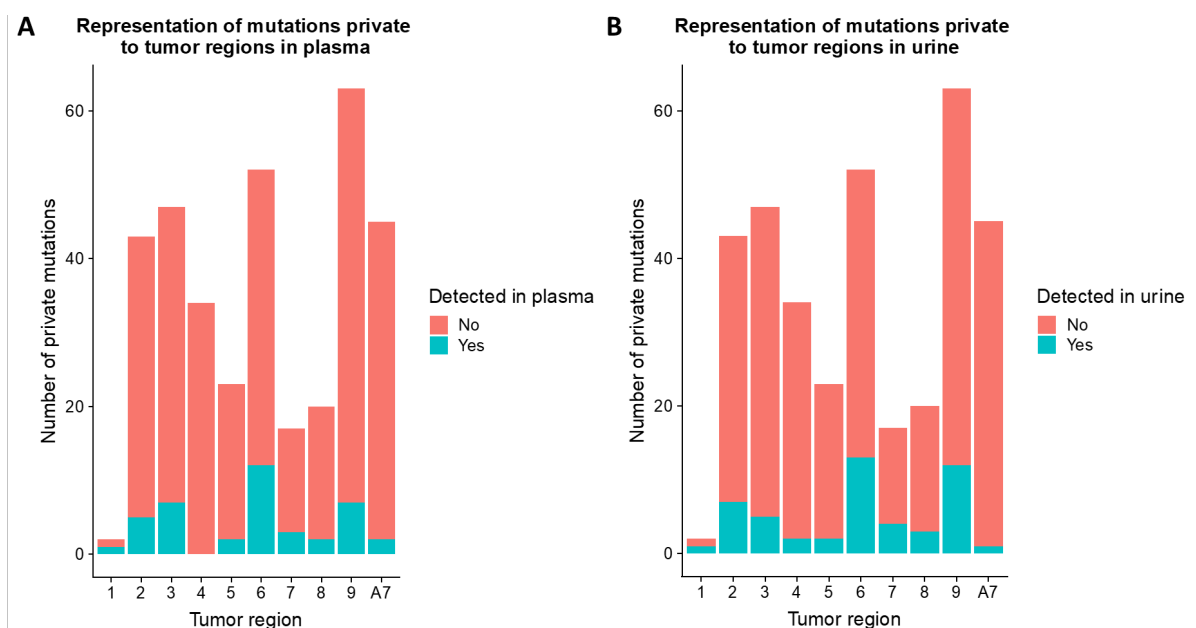 A
Representation of mutations private
to tumor regions in plasma
Number of private mutations
60
40
20
0
1 2 3 4 5 6 7 8 9 A7
Tumor region
Detected in plasma
No
Yes
B
Representation of mutations private
to tumor regions in urine
Number of private mutations
60
40
20
0
1 2 3 4 5 6 7 8 9 A7
Tumor region
Detected in urine
No
Yes